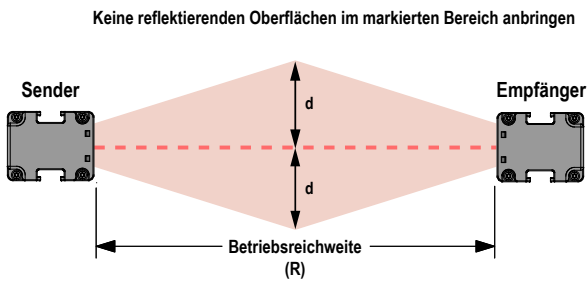 Keine reflektierenden Oberflächen im markierten Bereich anbringen
Sender
Empfänger
d
d
Betriebsreichweite
(R)